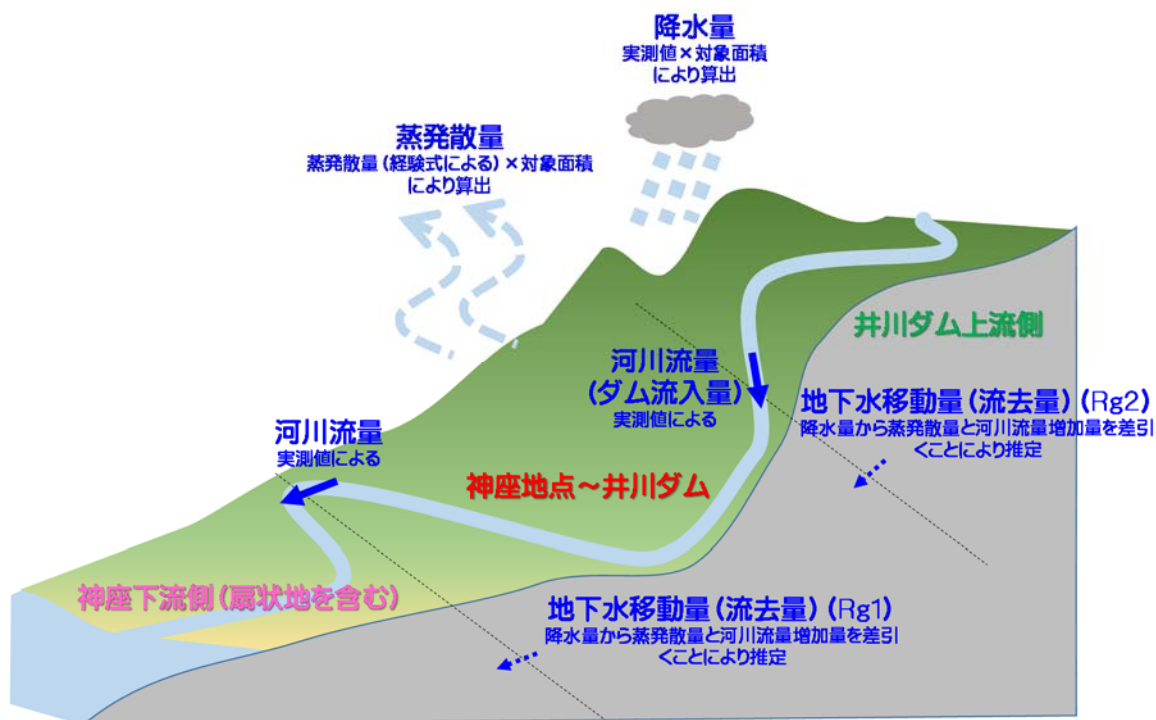 降水量
実測値×対象面積
により算出
蒸発散量
蒸発散量(経験式による)×対象面積
により算出
井川ダム上流側
河川流量
(ダム流入量)
実測値による
地下水移動量(流去量)(Rg2)
降水量から蒸発散量と河川流量増加量を差引
くことにより推定
河川流量
実測値による
神座地点~井川ダム
神座下流側(扇状地を含む)
地下水移動量(流去量)(Rg1)
降水量から蒸発散量と河川流量増加量を差引
くことにより推定